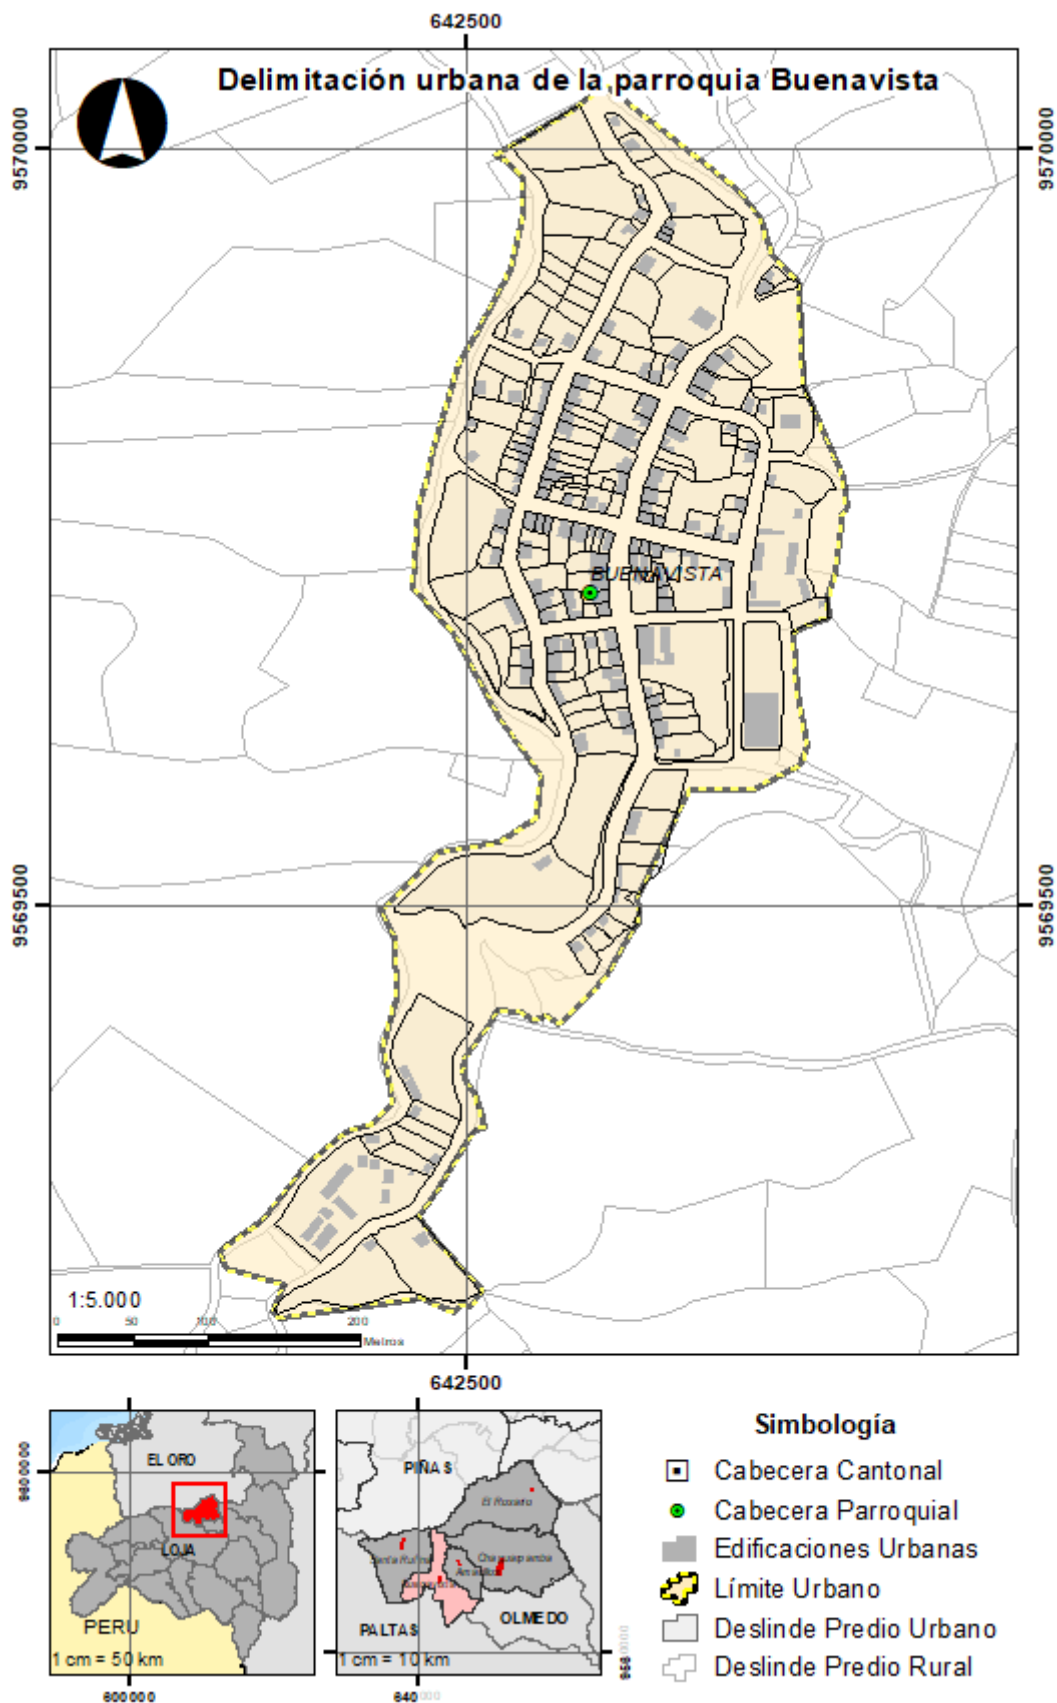 642500
Delimitación urbana de la parroquia Buenavista
9570000
9570000
BUENAVISTA
9569500
9569500
1:5.000
0 50 100 200
Metros
642500
EL ORO
LOJA
PERU
1 cm = 50 km
600000
PIÑAS
El Rosario
Santa Rufina
Chaguarpamba
PALTAS
OLMEDO
1 cm = 10 km
640000
Simbología
Cabecera Cantonal
Cabecera Parroquial
Edificaciones Urbanas
Límite Urbano
Deslinde Predio Urbano
Deslinde Predio Rural